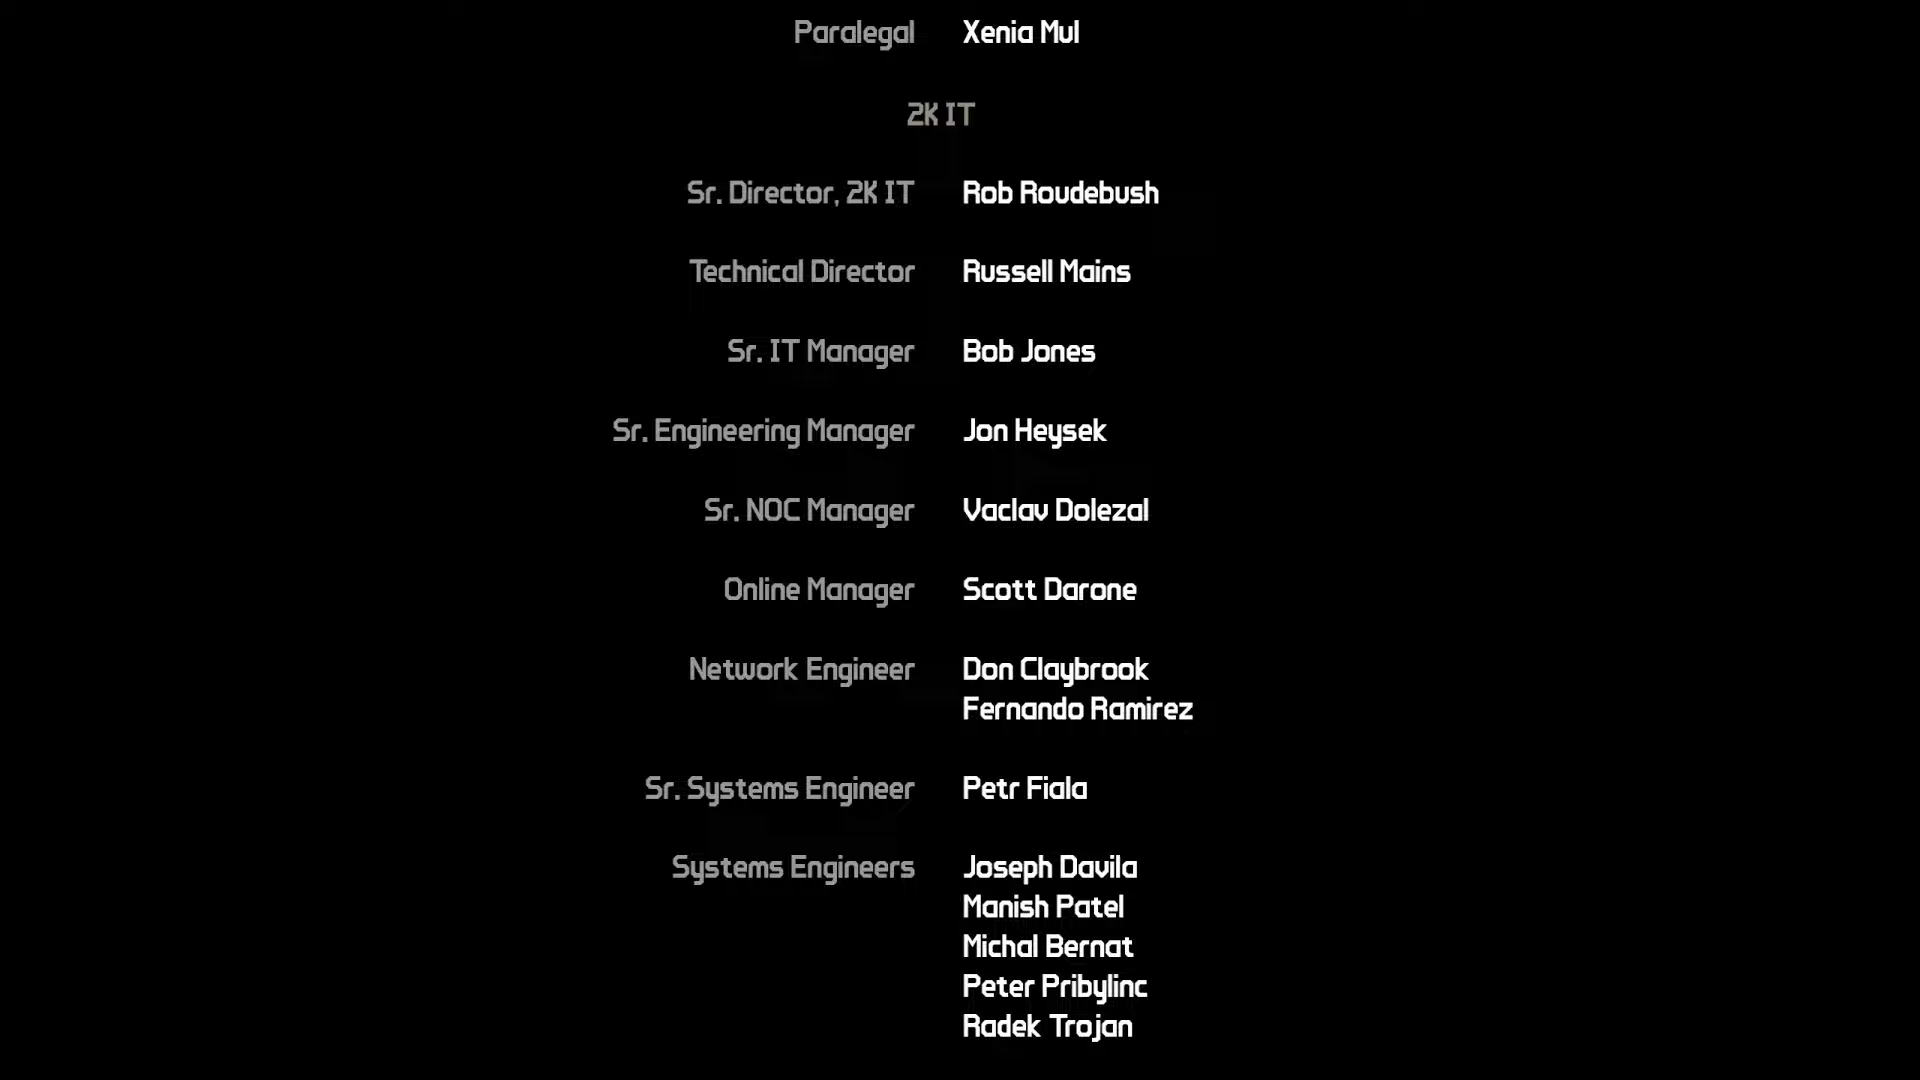 Paralegal Xenia Mul
2K IT
Sr. Director, 2K IT Rob Roudebush
Technical Director Russell Mains
Sr. IT Manager Bob Jones
Sr. Engineering Manager Jon Heysek
Sr. NOC Manager Vaclav Dolezal
Online Manager Scott Darone
Network Engineer Don Claybrook
Fernando Ramirez
Sr. Systems Engineer Petr Fiala
Systems Engineers Joseph Davila
Manish Patel
Michal Bernat
Peter Pribylinc
Radek Trojan